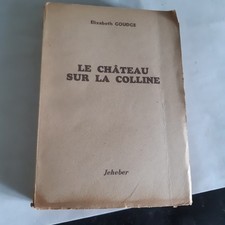 Elizabeth GOUDGE
LE CHÂTEAU
SUR LA COLLINE
Jeheber